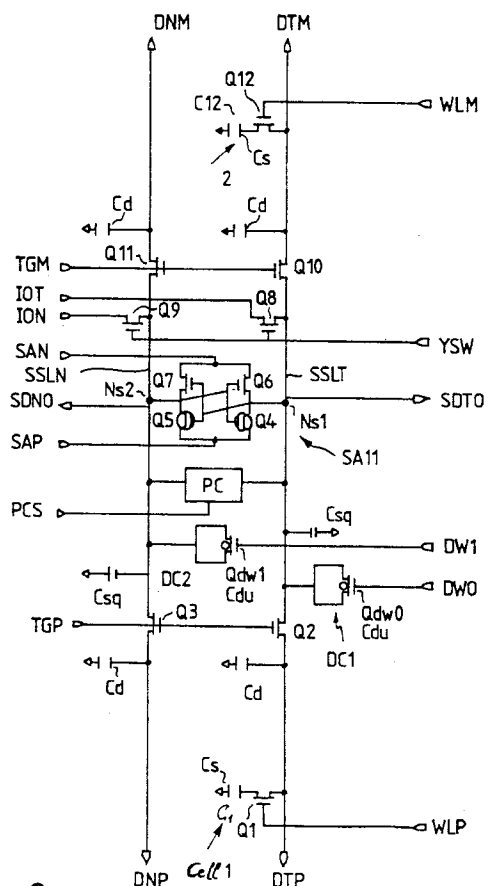 DNM DTM
Q12
C12
WLM
Cs
2
Cd Cd
Q11
TGM Q10
IOT Q9 Q8
ION
YSW
SAN
SSLN Q7 Q6 SSLT
SDNO Ns2 SDTO
Q5 Q4 Ns1
SAP SA11
PC
PCS Csq
DW1
Qdw1
DC2 Cdu DW0
Csq Qdw0
Q3 Cdu
TGP Q2 DC1
Cd Cd
Cs
C1 Q1 WLP
Cell 1
DNP DTP